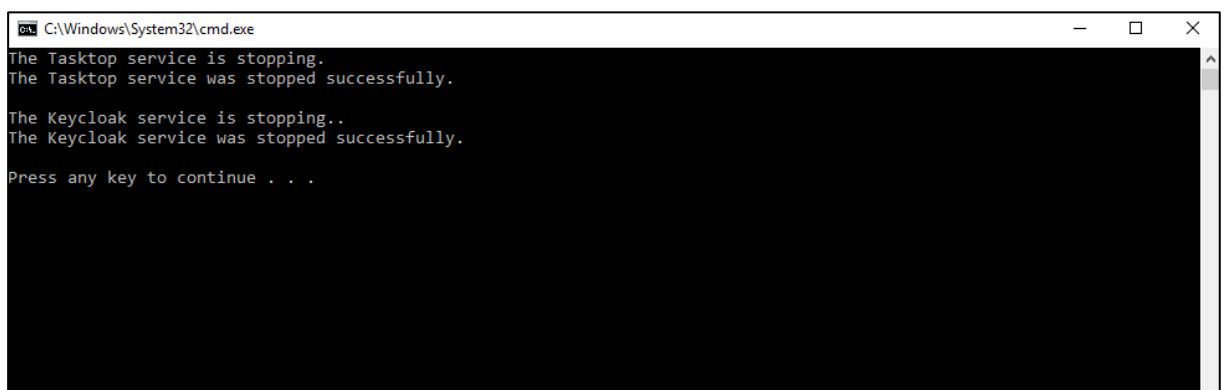 C:\Windows\System32\cmd.exe
The Tasktop service is stopping.
The Tasktop service was stopped successfully.
The Keycloak service is stopping..
The Keycloak service was stopped successfully.
Press any key to continue . . .